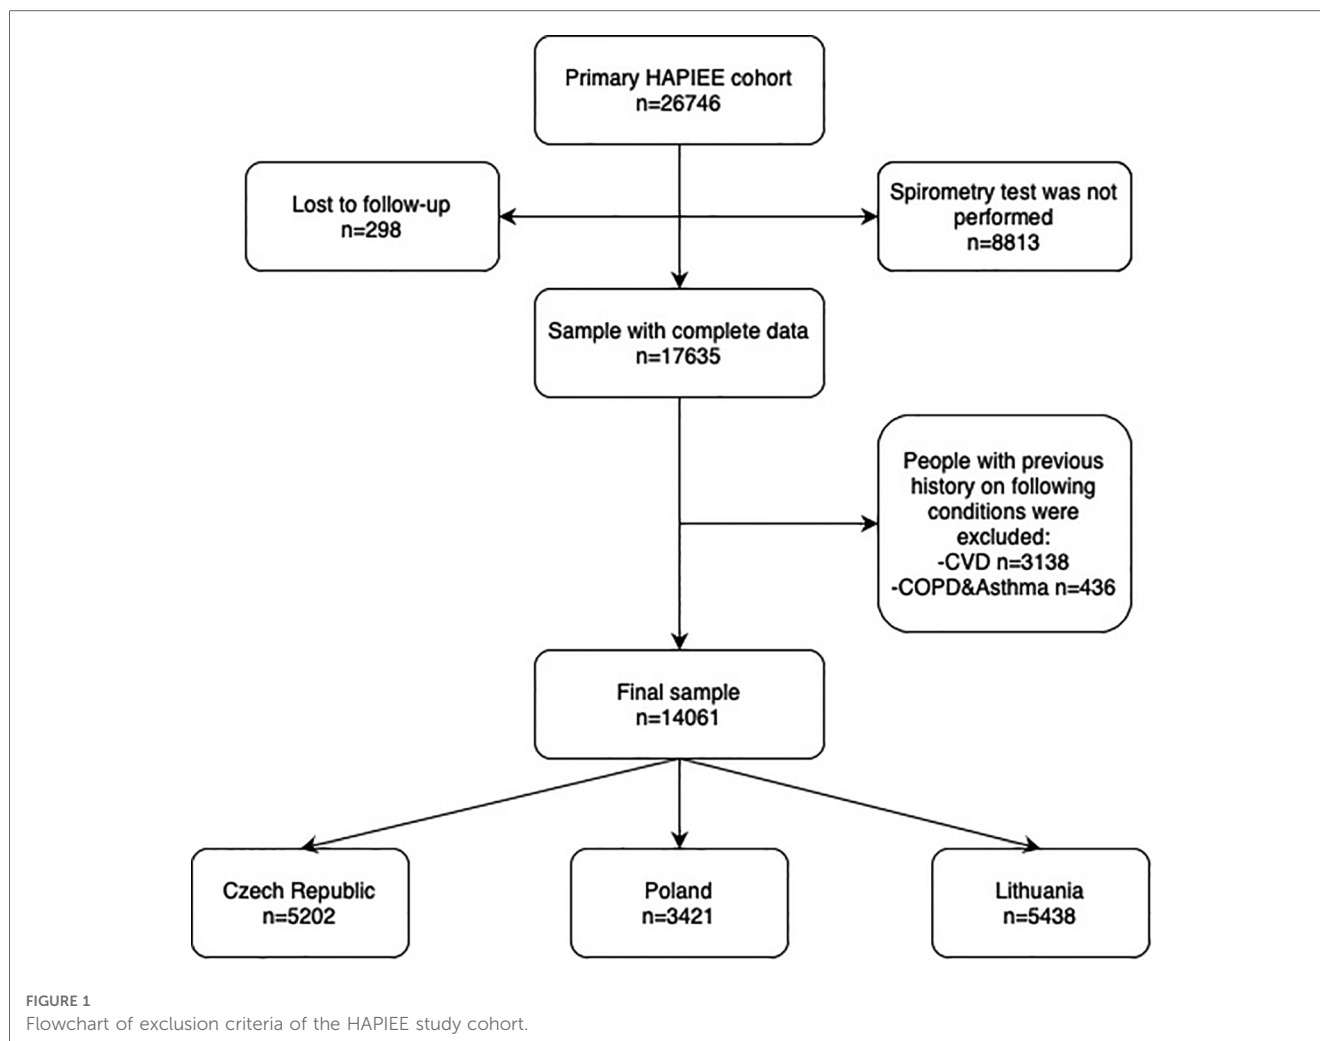 Primary HAPIEE cohort
n=26746
Lost to follow-up
n=298
Spirometry test was not
performed
n=8813
Sample with complete data
n=17635
People with previous
history on following
conditions were
excluded:
-CVD n=3138
-COPD&Asthma n=436
Final sample
n=14061
Czech Republic
n=5202
Poland
n=3421
Lithuania
n=5438
FIGURE 1
Flowchart of exclusion criteria of the HAPIEE study cohort.